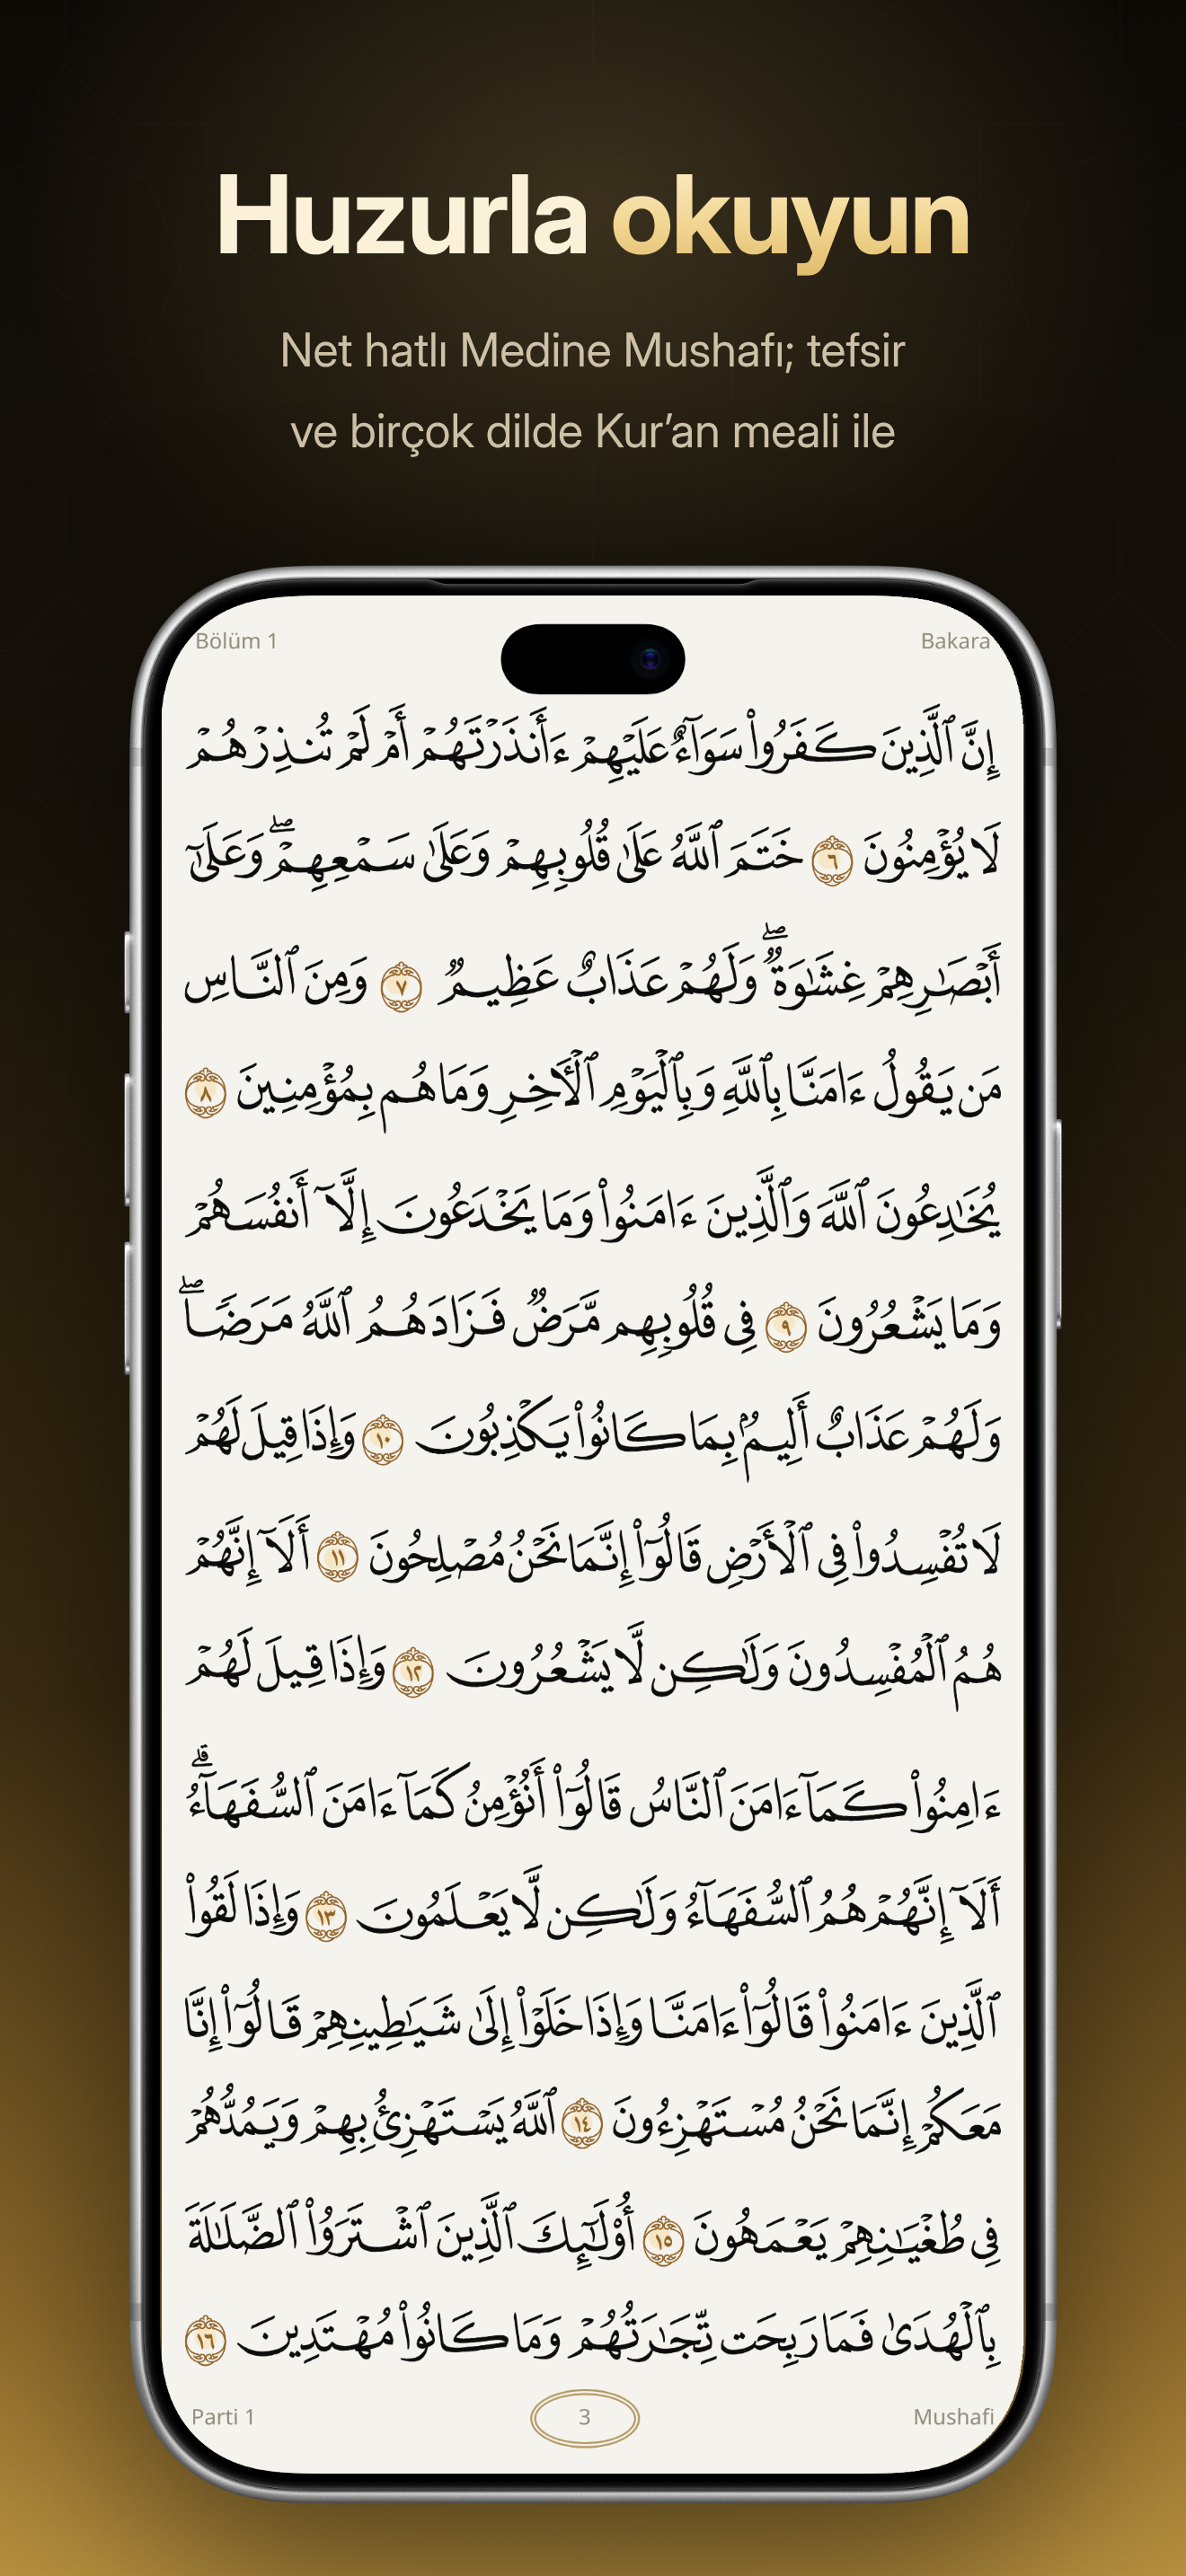 Huzurla okuyun
Net hatlı Medine Mushafı; tefsir
ve birçok dilde Kur’an meali ile
Bölüm 1
Bakara
إِنَّ ٱلَّذِينَ كَفَرُوا۟ سَوَآءٌ عَلَيْهِمْ ءَأَنذَرْتَهُمْ أَمْ لَمْ تُنذِرْهُمْ
لَا يُؤْمِنُونَ ٦ خَتَمَ ٱللَّهُ عَلَىٰ قُلُوبِهِمْ وَعَلَىٰ سَمْعِهِمْ ۖ وَعَلَىٰٓ
أَبْصَـٰرِهِمْ غِشَـٰوَةٌ ۖ وَلَهُمْ عَذَابٌ عَظِيمٌ ٧ وَمِنَ ٱلنَّاسِ
مَن يَقُولُ ءَامَنَّا بِٱللَّهِ وَبِٱلْيَوْمِ ٱلْـَٔاخِرِ وَمَا هُم بِمُؤْمِنِينَ ٨
يُخَـٰدِعُونَ ٱللَّهَ وَٱلَّذِينَ ءَامَنُوا۟ وَمَا يَخْدَعُونَ إِلَّآ أَنفُسَهُمْ
وَمَا يَشْعُرُونَ ٩ فِى قُلُوبِهِم مَّرَضٌ فَزَادَهُمُ ٱللَّهُ مَرَضًا ۖ
وَلَهُمْ عَذَابٌ أَلِيمٌۢ بِمَا كَانُوا۟ يَكْذِبُونَ ١٠ وَإِذَا قِيلَ لَهُمْ
لَا تُفْسِدُوا۟ فِى ٱلْأَرْضِ قَالُوٓا۟ إِنَّمَا نَحْنُ مُصْلِحُونَ ١١ أَلَآ إِنَّهُمْ
هُمُ ٱلْمُفْسِدُونَ وَلَـٰكِن لَّا يَشْعُرُونَ ١٢ وَإِذَا قِيلَ لَهُمْ
ءَامِنُوا۟ كَمَآ ءَامَنَ ٱلنَّاسُ قَالُوٓا۟ أَنُؤْمِنُ كَمَآ ءَامَنَ ٱلسُّفَهَآءُ ۗ
أَلَآ إِنَّهُمْ هُمُ ٱلسُّفَهَآءُ وَلَـٰكِن لَّا يَعْلَمُونَ ١٣ وَإِذَا لَقُوا۟
ٱلَّذِينَ ءَامَنُوا۟ قَالُوٓا۟ ءَامَنَّا وَإِذَا خَلَوْا۟ إِلَىٰ شَيَـٰطِينِهِمْ قَالُوٓا۟ إِنَّا
مَعَكُمْ إِنَّمَا نَحْنُ مُسْتَهْزِءُونَ ١٤ ٱللَّهُ يَسْتَهْزِئُ بِهِمْ وَيَمُدُّهُمْ
فِى طُغْيَـٰنِهِمْ يَعْمَهُونَ ١٥ أُو۟لَـٰٓئِكَ ٱلَّذِينَ ٱشْتَرَوُا۟ ٱلضَّلَـٰلَةَ
بِٱلْهُدَىٰ فَمَا رَبِحَت تِّجَـٰرَتُهُمْ وَمَا كَانُوا۟ مُهْتَدِينَ ١٦
Parti 1
3
Mushafi